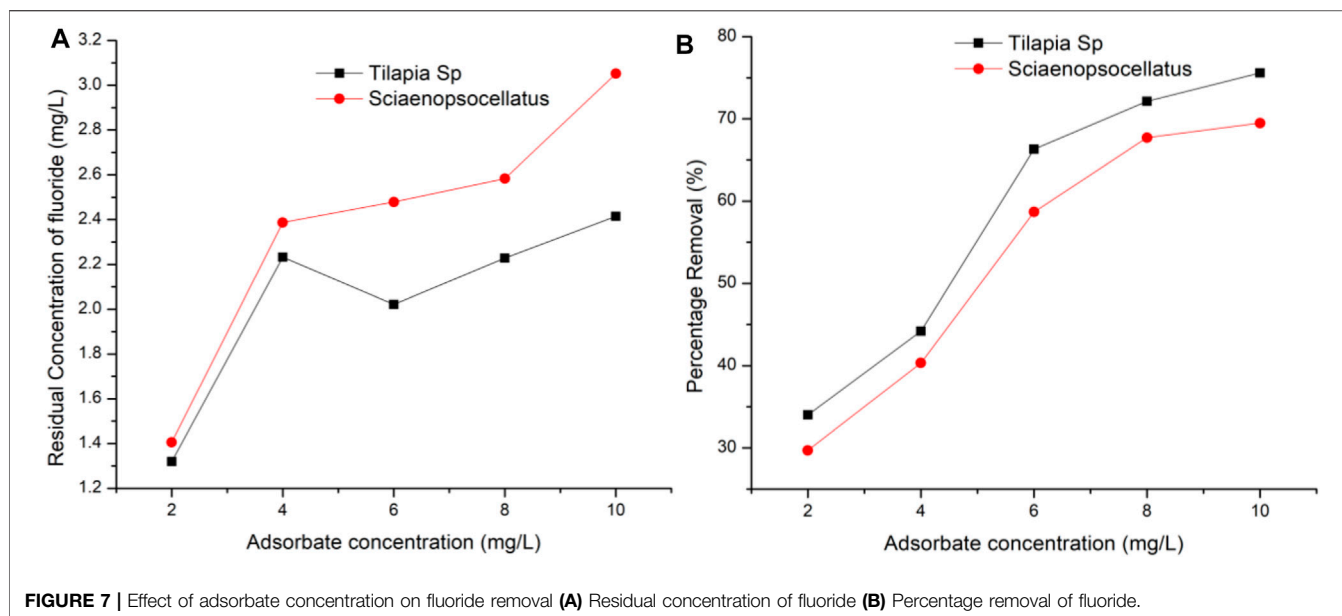 A
3.2
3.0
2.8
2.6
2.4
2.2
2.0
1.8
1.6
1.4
1.2
Residual Concentration of fluoride (mg/L)
Tilapia Sp
Sciaenopsocellatus
2 4 6 8 10
Adsorbate concentration (mg/L)
B
80
70
60
50
40
30
Percentage Removal (%)
Tilapia Sp
Sciaenopsocellatus
2 4 6 8 10
Adsorbate concentration (mg/L)
FIGURE 7 | Effect of adsorbate concentration on fluoride removal (A) Residual concentration of fluoride (B) Percentage removal of fluoride.